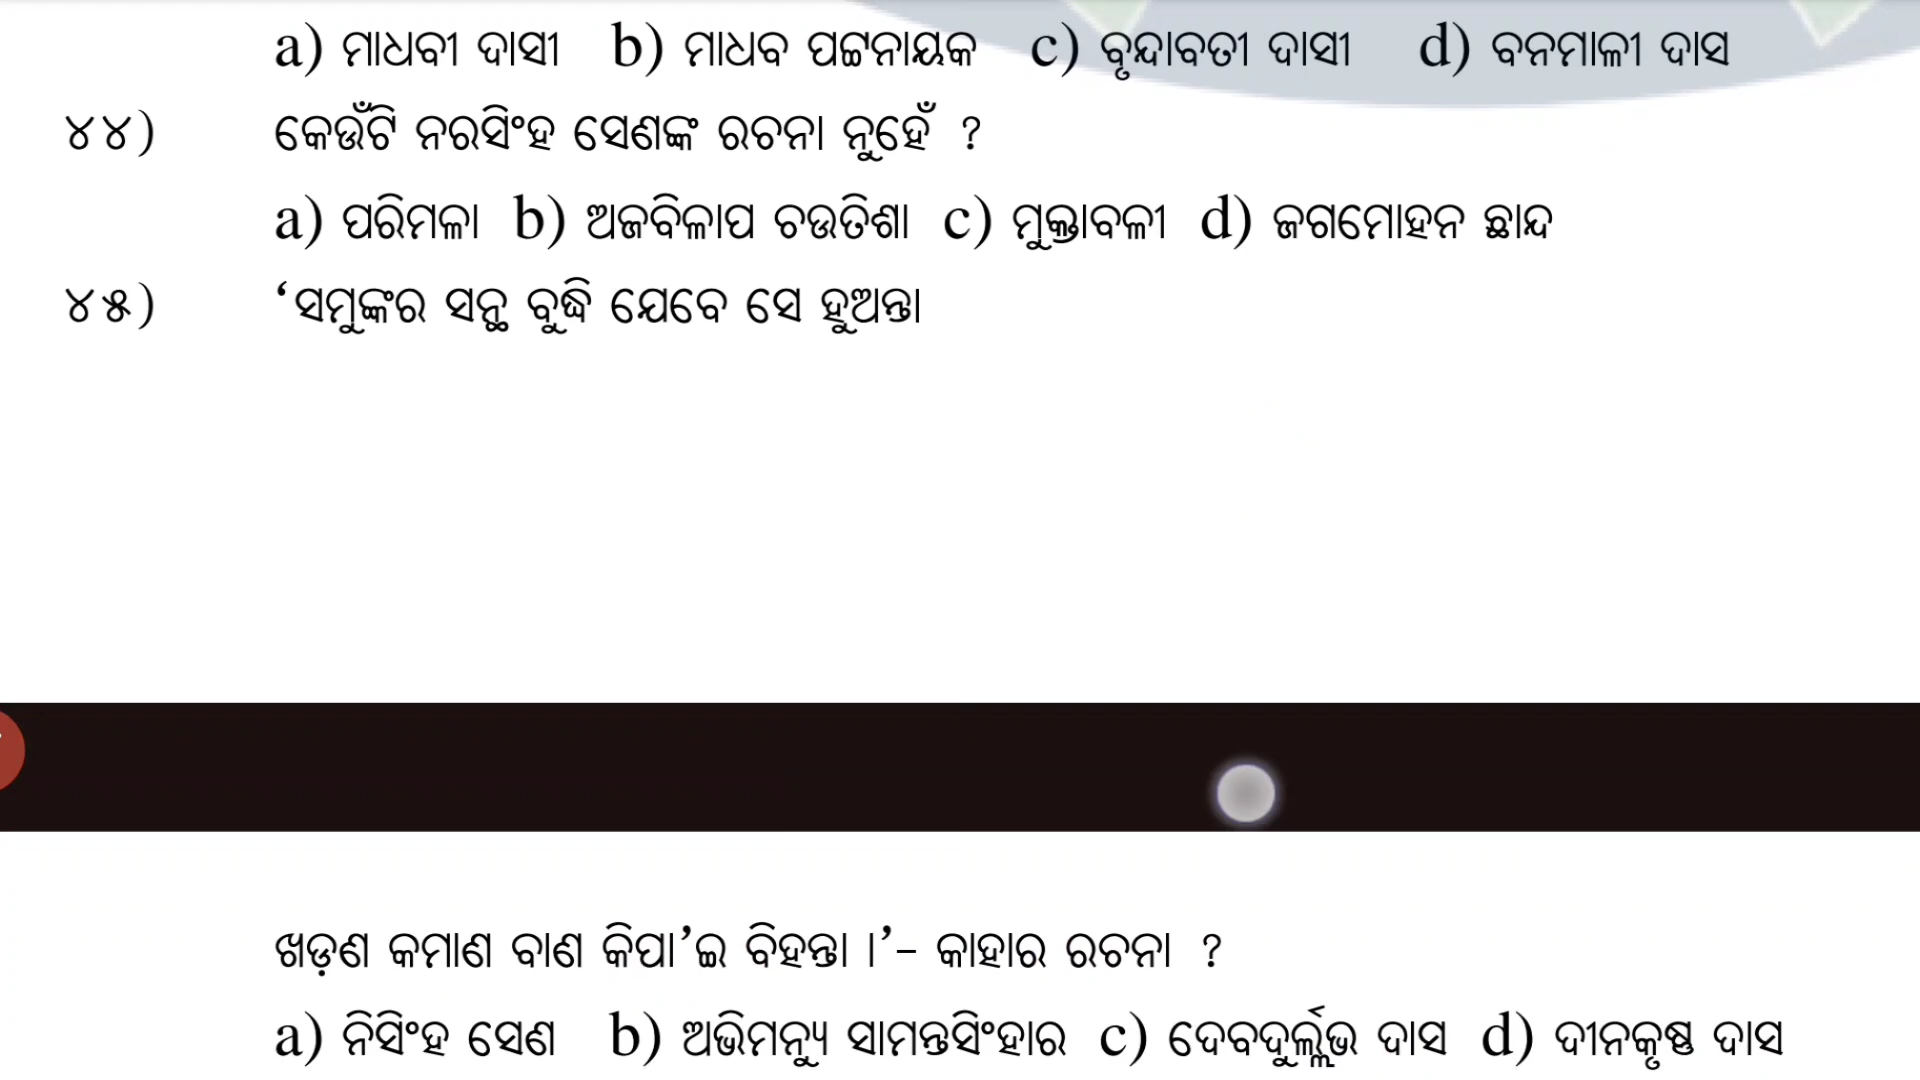 a) ମାଧବୀ ଦାସୀ b) ମାଧବ ପଟ୍ଟନାୟକ c) ବୃନ୍ଦାବତୀ ଦାସୀ d) ବନମାଳୀ ଦାସ
୪୪) କେଉଁଟି ନରସିଂହ ସେଣଙ୍କ ରଚନା ନୁହେଁ ?
a) ପରିମଳା b) ଅଜବିଳାପ ଚଉତିଶା c) ମୁକ୍ତାବଳୀ d) ଜଗମୋହନ ଛାନ୍ଦ
୪୫) ‘ସମୁଙ୍କର ସନ୍ଥ ବୁଦ୍ଧି ଯେବେ ସେ ହୁଅନ୍ତା
ଖଡ଼ଣ କମାଣ ବାଣ କିପା’ଇ ବିହନ୍ତା ।’– କାହାର ରଚନା ?
a) ନିସିଂହ ସେଣ b) ଅଭିମନ୍ୟୁ ସାମନ୍ତସିଂହାର c) ଦେବଦୁର୍ଲ୍ଲଭ ଦାସ d) ଦୀନକୃଷ୍ଣ ଦାସ